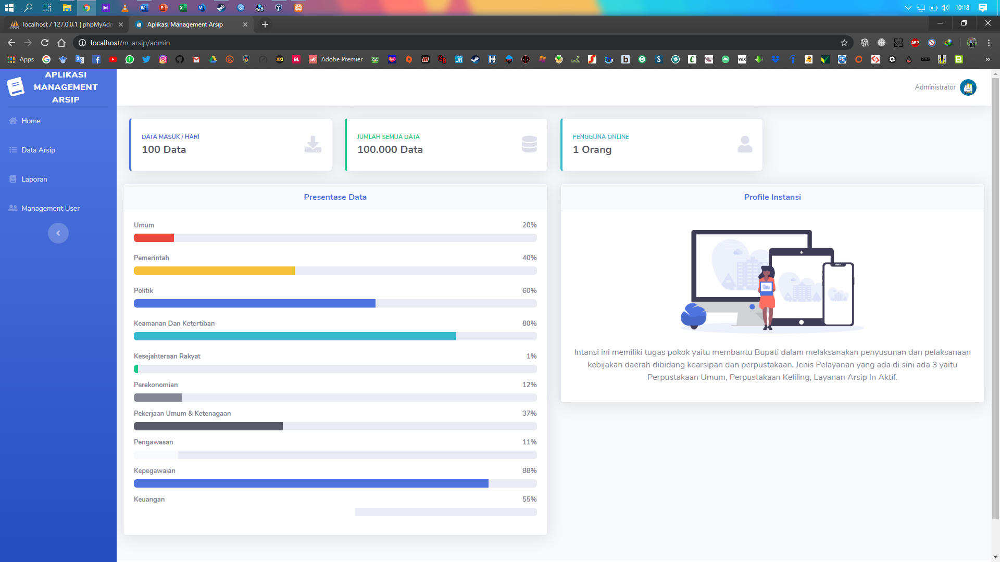 10:18
localhost / 127.0.0.1 | phpMyAdm
Aplikasi Management Arsip
localhost/m_arsip/admin
ABP
Apps
Adobe Premier
APLIKASI
MANAGEMENT
ARSIP
Administrator
Home
Data Arsip
Laporan
Management User
DATA MASUK / HARI
100 Data
JUMLAH SEMUA DATA
100.000 Data
PENGGUNA ONLINE
1 Orang
Presentase Data
Umum 20%
Pemerintah 40%
Politik 60%
Keamanan Dan Ketertiban 80%
Kesejahteraan Rakyat 1%
Perekonomian 12%
Pekerjaan Umum & Ketenagaan 37%
Pengawasan 11%
Kepegawaian 88%
Keuangan 55%
Profile Instansi
Intansi ini memiliki tugas pokok yaitu membantu Bupati dalam melaksanakan penyusunan dan pelaksanaan
kebijakan daerah dibidang kearsipan dan perpustakaan. Jenis Pelayanan yang ada di sini ada 3 yaitu
Perpustakaan Umum, Perpustakaan Keliling, Layanan Arsip In Aktif.